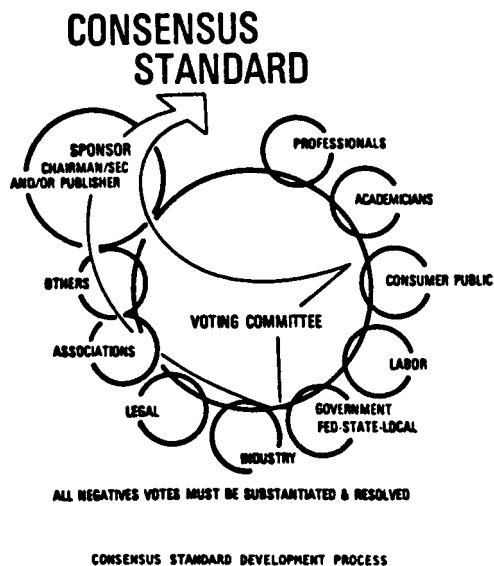 CONSENSUS
STANDARD
SPONSOR
CHAIRMAN/SEC
AND/OR PUBLISHER
PROFESSIONALS
ACADEMICIANS
CONSUMER PUBLIC
OTHERS
VOTING COMMITTEE
ASSOCIATIONS
LABOR
LEGAL
GOVERNMENT
FED-STATE-LOCAL
INDUSTRY
ALL NEGATIVES VOTES MUST BE SUBSTANTIATED & RESOLVED
CONSENSUS STANDARD DEVELOPMENT PROCESS